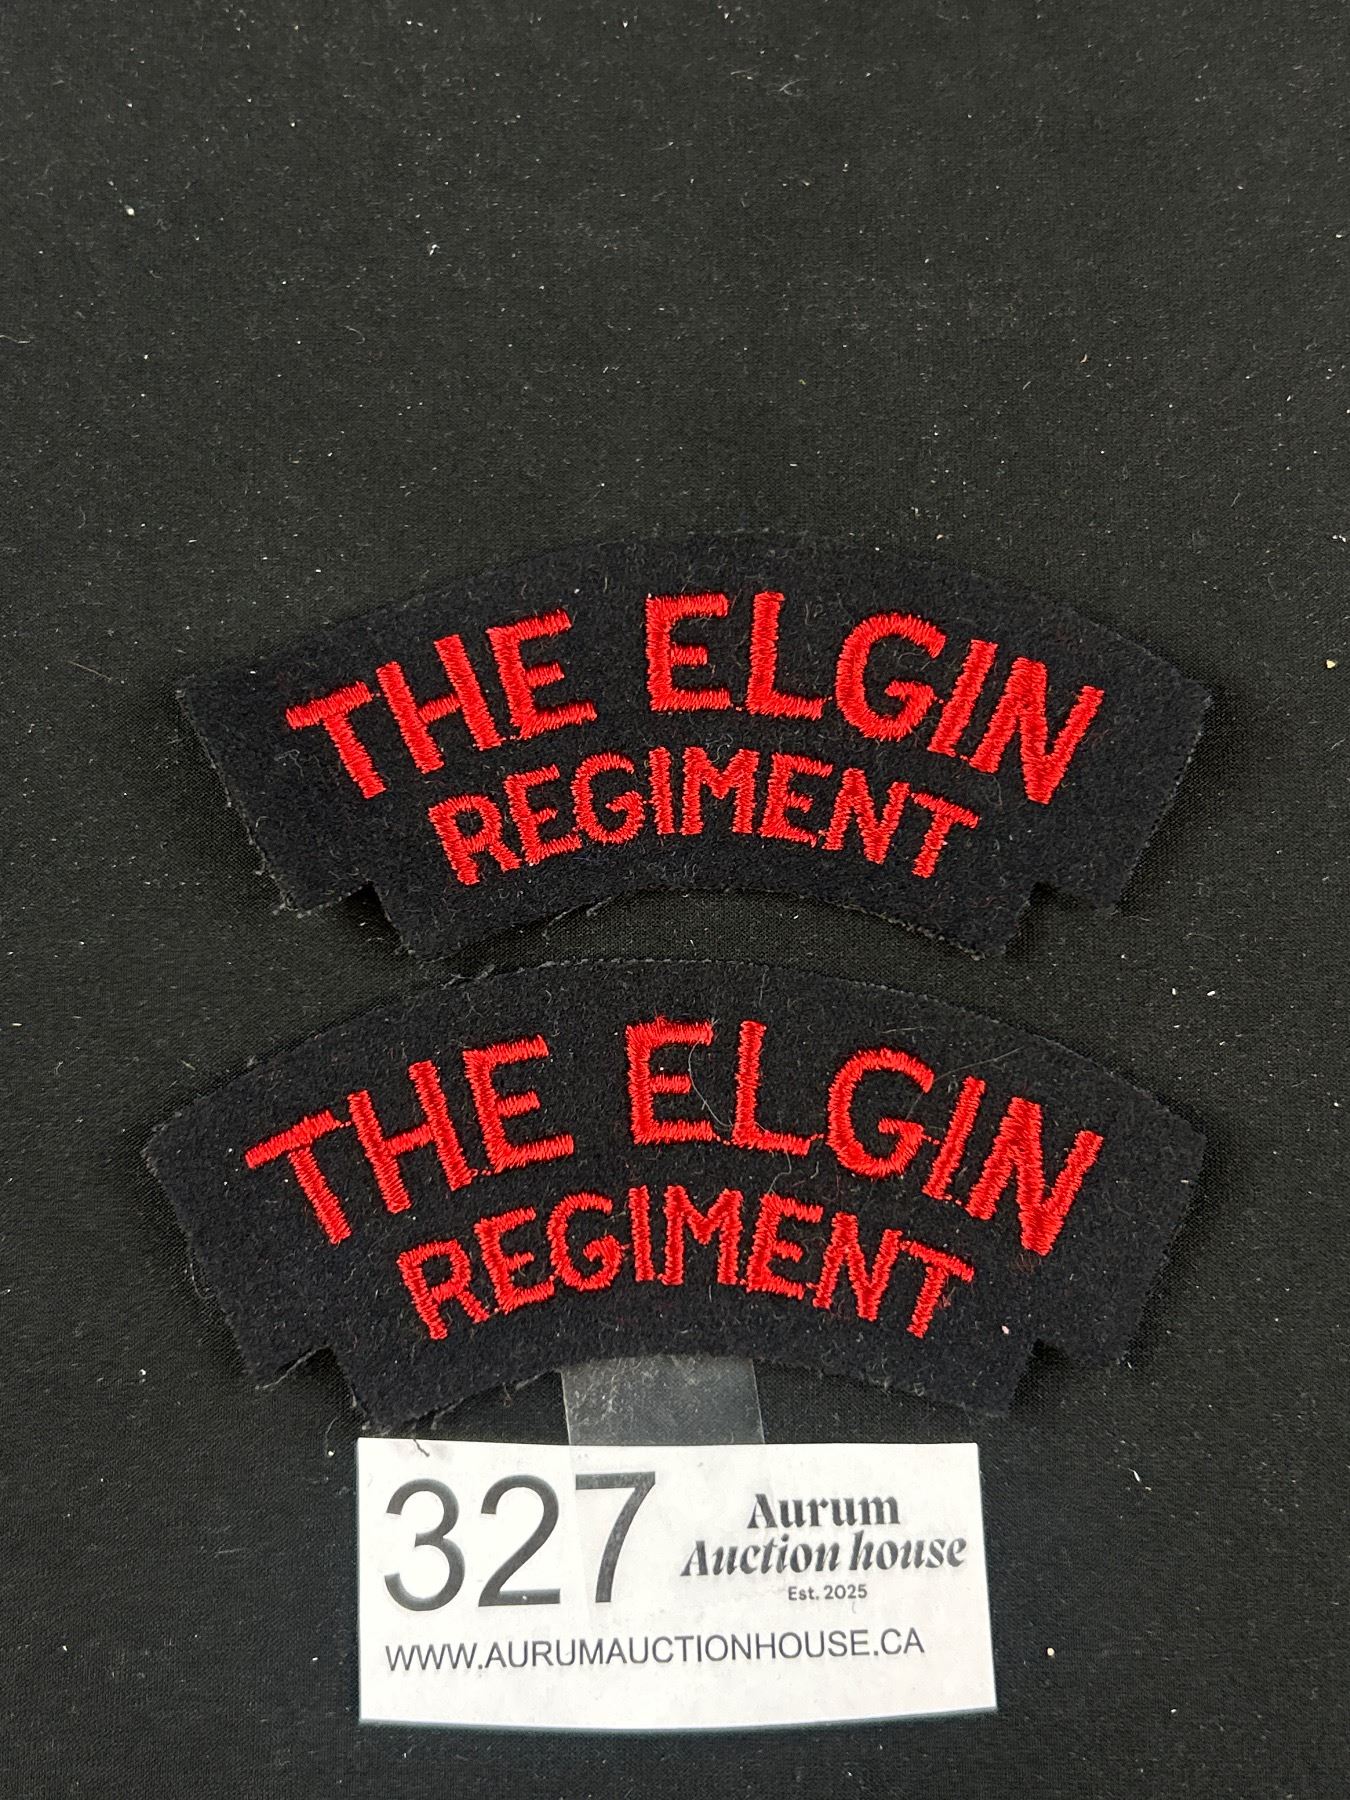 THE ELGIN
REGIMENT
THE ELGIN
REGIMENT
327
Aurum
Auction house
Est. 2025
WWW.AURUMAUCTIONHOUSE.CA